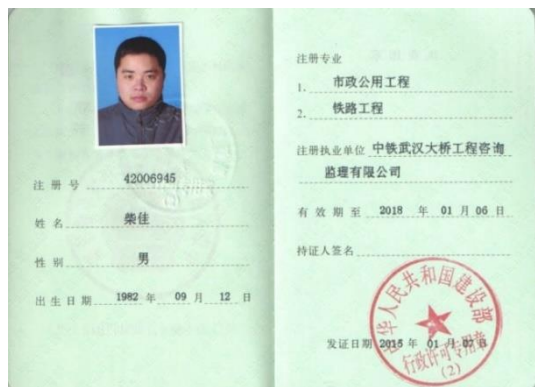 注册号 42006945
姓名 柴佳
性别 男
出生日期 1982 年 09 月 12 日
注册专业
1. 市政公用工程
2. 铁路工程
注册执业单位 中铁武汉大桥工程咨询
监理有限公司
有效期至 2018 年 01 月 06 日
持证人签名
中华人民共和国建设部
发证日期 2015 年 01 月 07 日
行政许可专用章
(2)